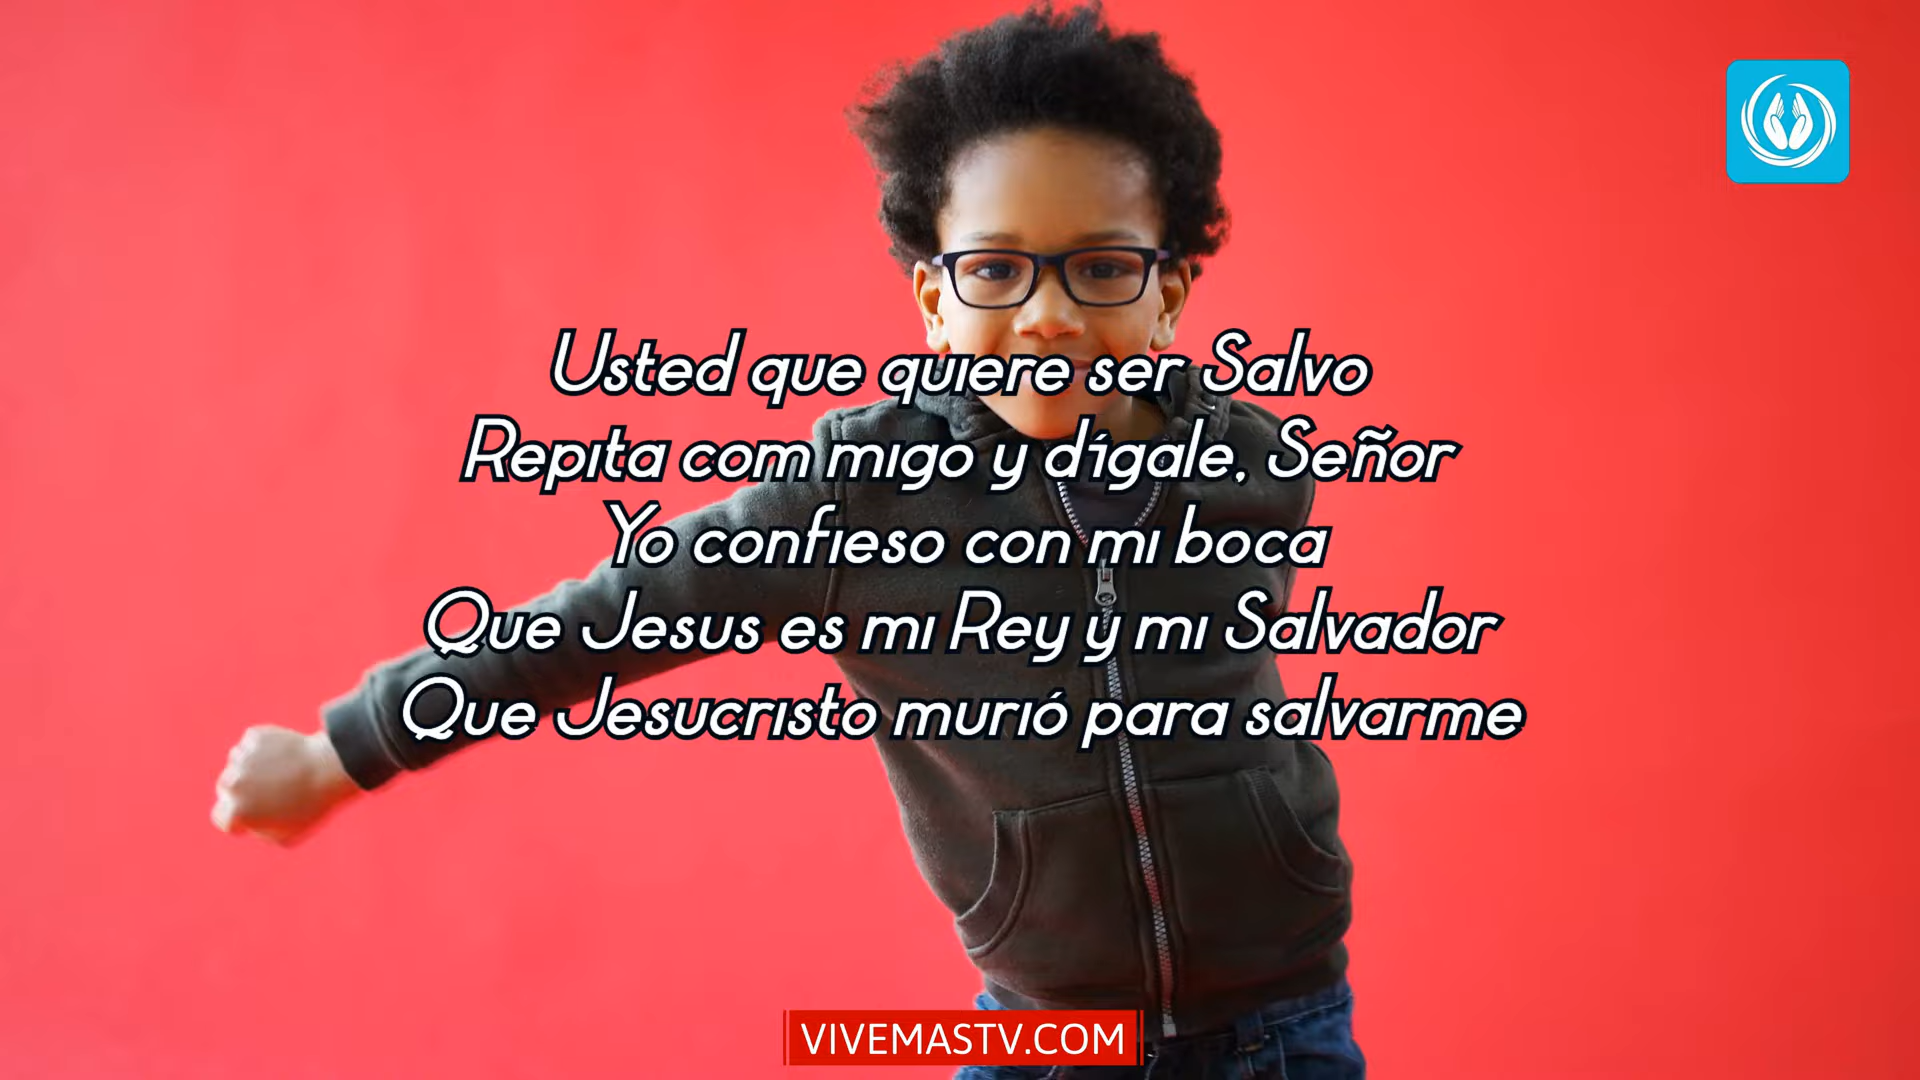 Usted que quiere ser Salvo
Repita com migo y dígale, Señor
Yo confieso con mi boca
Que Jesus es mi Rey y mi Salvador
Que Jesucristo murió para salvarme
VIVEMASTV.COM